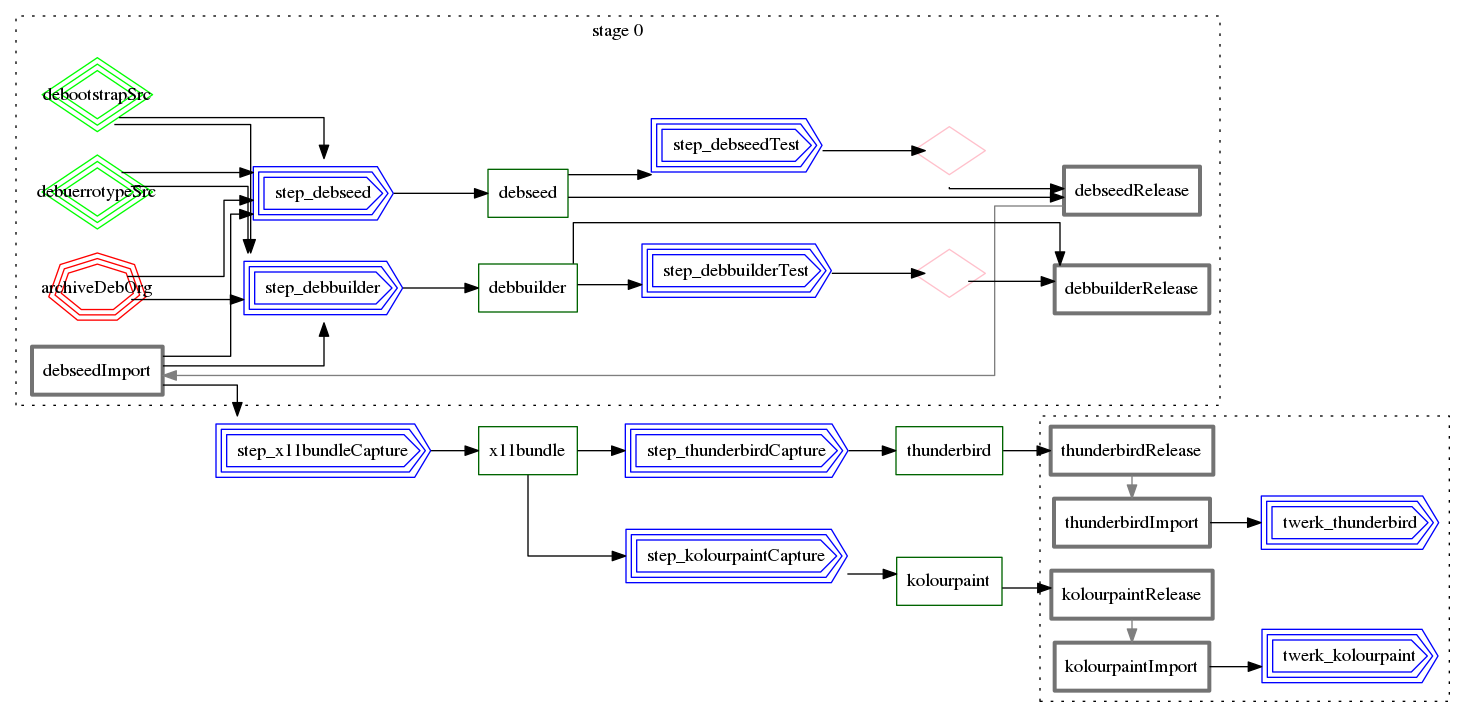 stage 0
debootstrapSrc
debuerrotypeSrc
archiveDebOrg
debseedImport
step_debseed
step_debbuilder
debseed
debbuilder
step_debseedTest
step_debbuilderTest
debseedRelease
debbuilderRelease
step_x11bundleCapture
x11bundle
step_thunderbirdCapture
thunderbird
thunderbirdRelease
thunderbirdImport
twerk_thunderbird
step_kolourpaintCapture
kolourpaint
kolourpaintRelease
kolourpaintImport
twerk_kolourpaint